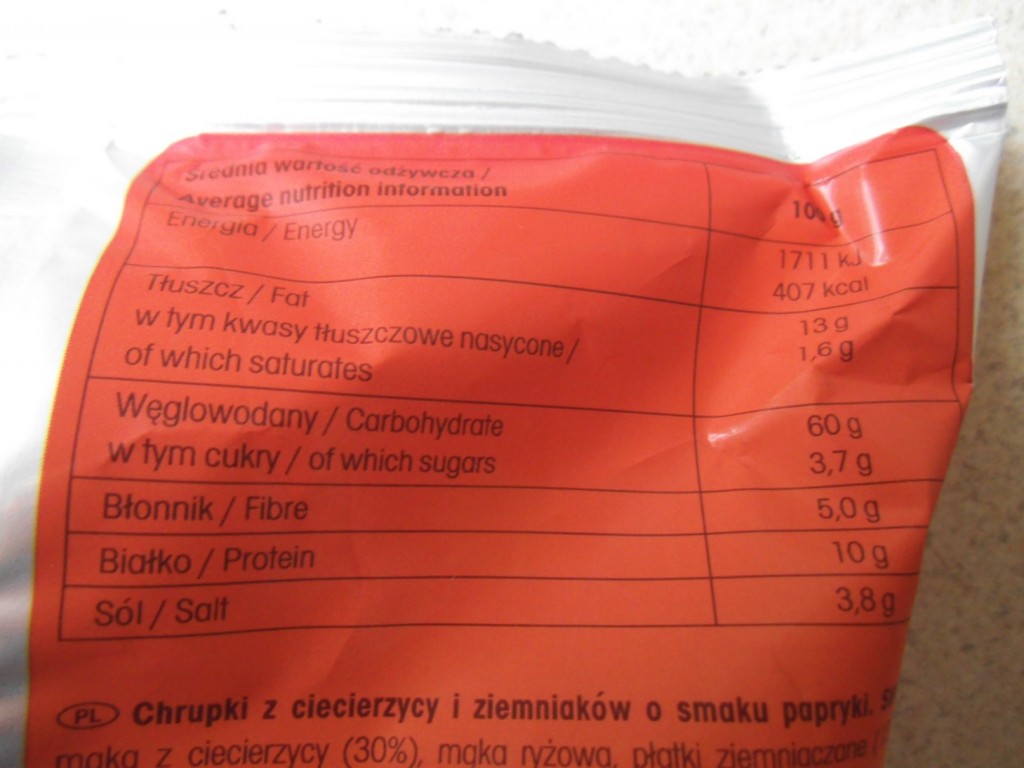 Średnia wartość odżywcza /
Average nutrition information
100 g
Energia / Energy
1711 kJ
407 kcal
Tłuszcz / Fat
13 g
w tym kwasy tłuszczowe nasycone /
of which saturates
1,6 g
Węglowodany / Carbohydrate
60 g
w tym cukry / of which sugars
3,7 g
Błonnik / Fibre
5,0 g
Białko / Protein
10 g
Sól / Salt
3,8 g
PL Chrupki z ciecierzycy i ziemniaków o smaku papryki.
mąka z ciecierzycy (30%), mąka ryżowa, płatki ziemniaczane